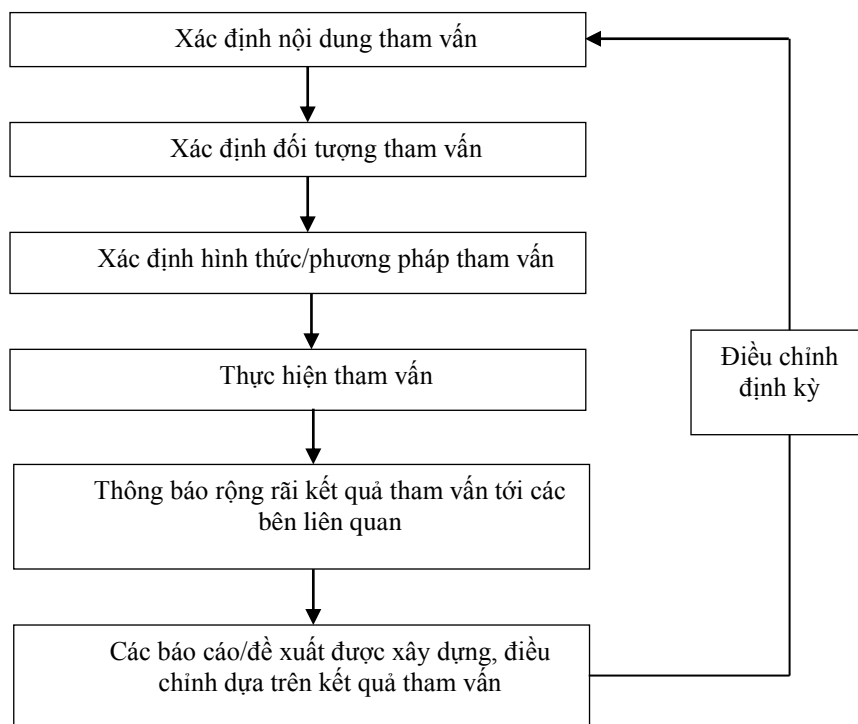 Xác định nội dung tham vấn
Xác định đối tượng tham vấn
Xác định hình thức/phương pháp tham vấn
Thực hiện tham vấn
Điều chỉnh
định kỳ
Thông báo rộng rãi kết quả tham vấn tới các
bên liên quan
Các báo cáo/đề xuất được xây dựng, điều
chỉnh dựa trên kết quả tham vấn